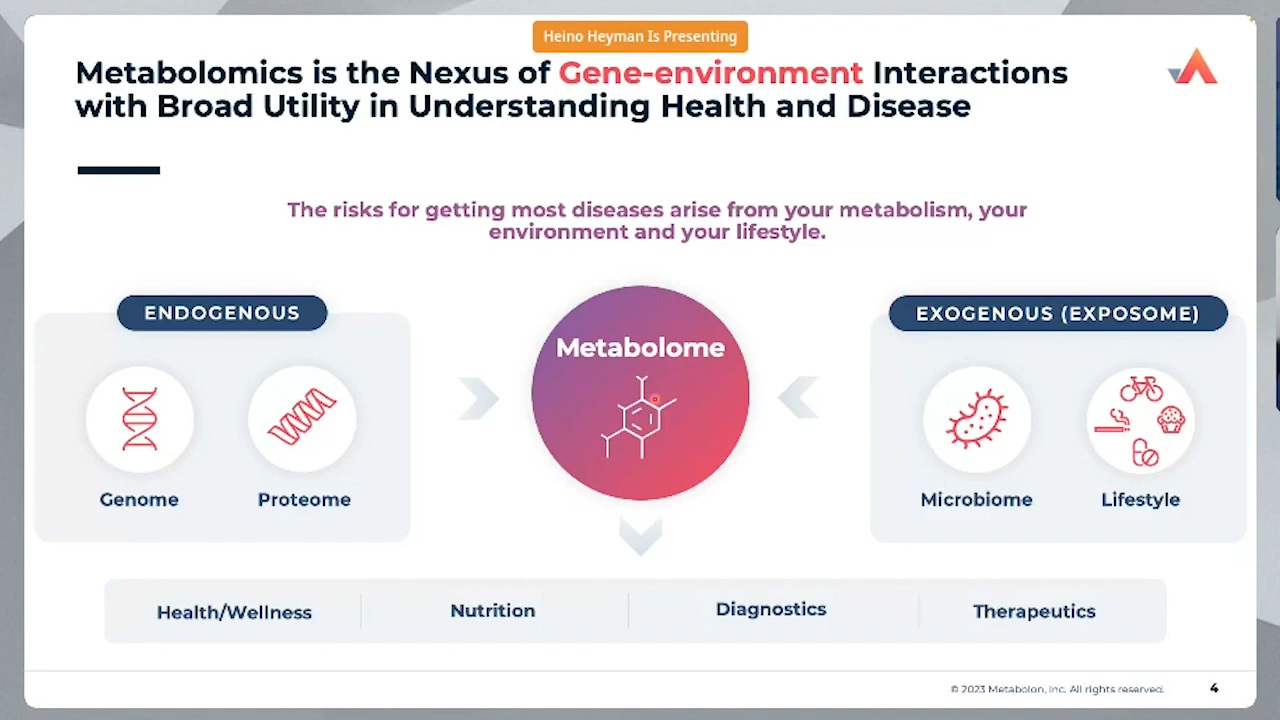 Heino Heyman Is Presenting
Metabolomics is the Nexus of Gene-environment Interactions
with Broad Utility in Understanding Health and Disease
The risks for getting most diseases arise from your metabolism, your
environment and your lifestyle.
ENDOGENOUS
EXOGENOUS (EXPOSOME)
Metabolome
Genome
Proteome
Microbiome
Lifestyle
Health/Wellness
Nutrition
Diagnostics
Therapeutics
© 2023 Metabolon, Inc. All rights reserved.
4